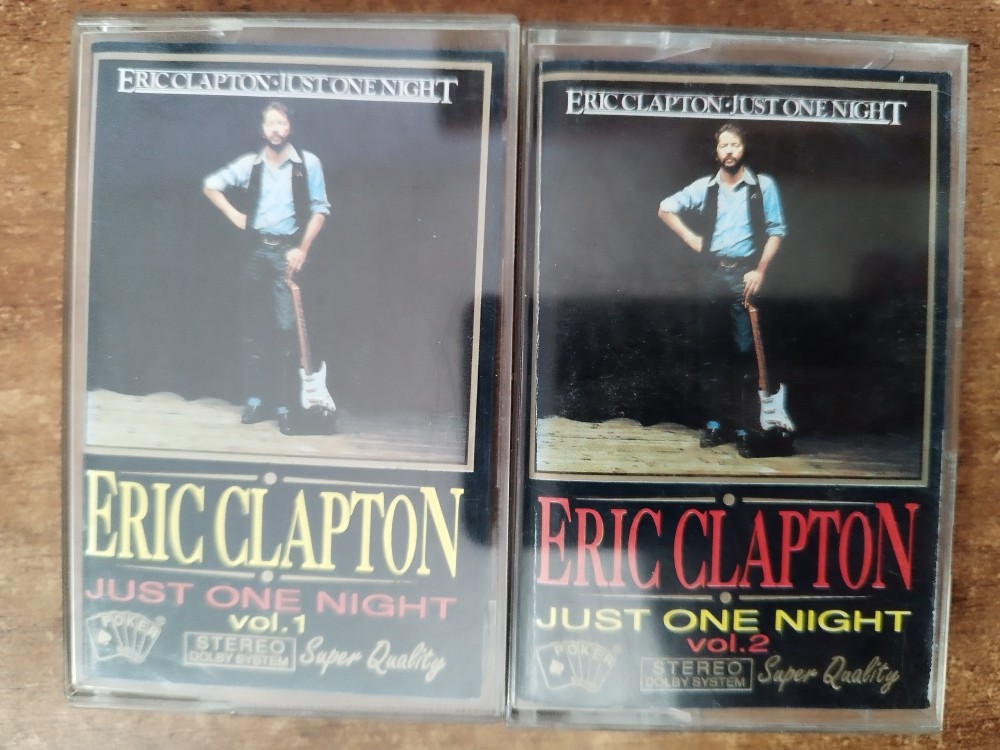 ERIC CLAPTON · JUST ONE NIGHT
ERIC CLAPTON
JUST ONE NIGHT
vol.1
POKER®
STEREO
DOLBY SYSTEM
Super Quality
ERIC CLAPTON · JUST ONE NIGHT
ERIC CLAPTON
JUST ONE NIGHT
vol.2
POKER
STEREO
DOLBY SYSTEM
Super Quality